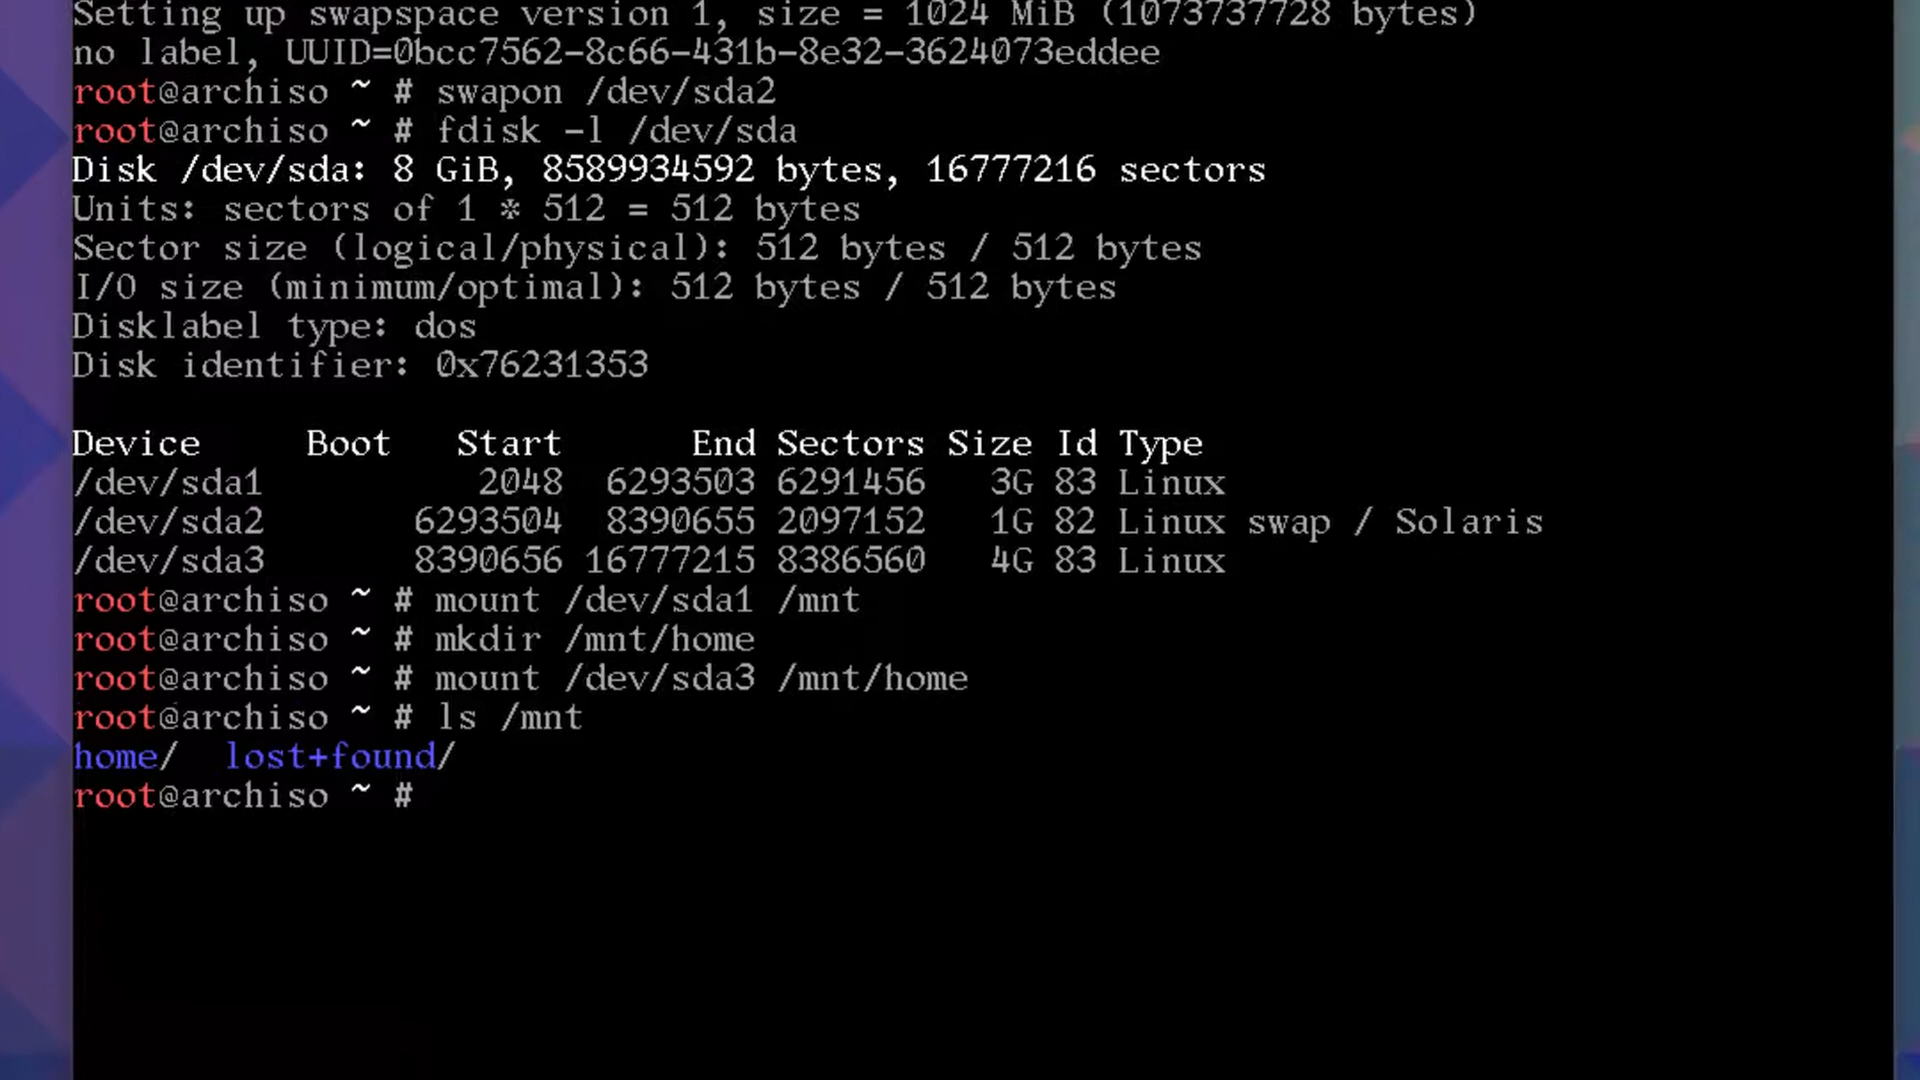 Setting up swapspace version 1, size = 1024 MiB (1073737728 bytes)
no label, UUID=0bcc7562-8c66-431b-8e32-3624073eddee
root@archiso ~ # swapon /dev/sda2
root@archiso ~ # fdisk -l /dev/sda
Disk /dev/sda: 8 GiB, 8589934592 bytes, 16777216 sectors
Units: sectors of 1 * 512 = 512 bytes
Sector size (logical/physical): 512 bytes / 512 bytes
I/O size (minimum/optimal): 512 bytes / 512 bytes
Disklabel type: dos
Disk identifier: 0x76231353
Device     Boot   Start      End Sectors Size Id Type
/dev/sda1          2048  6293503 6291456   3G 83 Linux
/dev/sda2       6293504  8390655 2097152   1G 82 Linux swap / Solaris
/dev/sda3       8390656 16777215 8386560   4G 83 Linux
root@archiso ~ # mount /dev/sda1 /mnt
root@archiso ~ # mkdir /mnt/home
root@archiso ~ # mount /dev/sda3 /mnt/home
root@archiso ~ # ls /mnt
home/  lost+found/
root@archiso ~ #